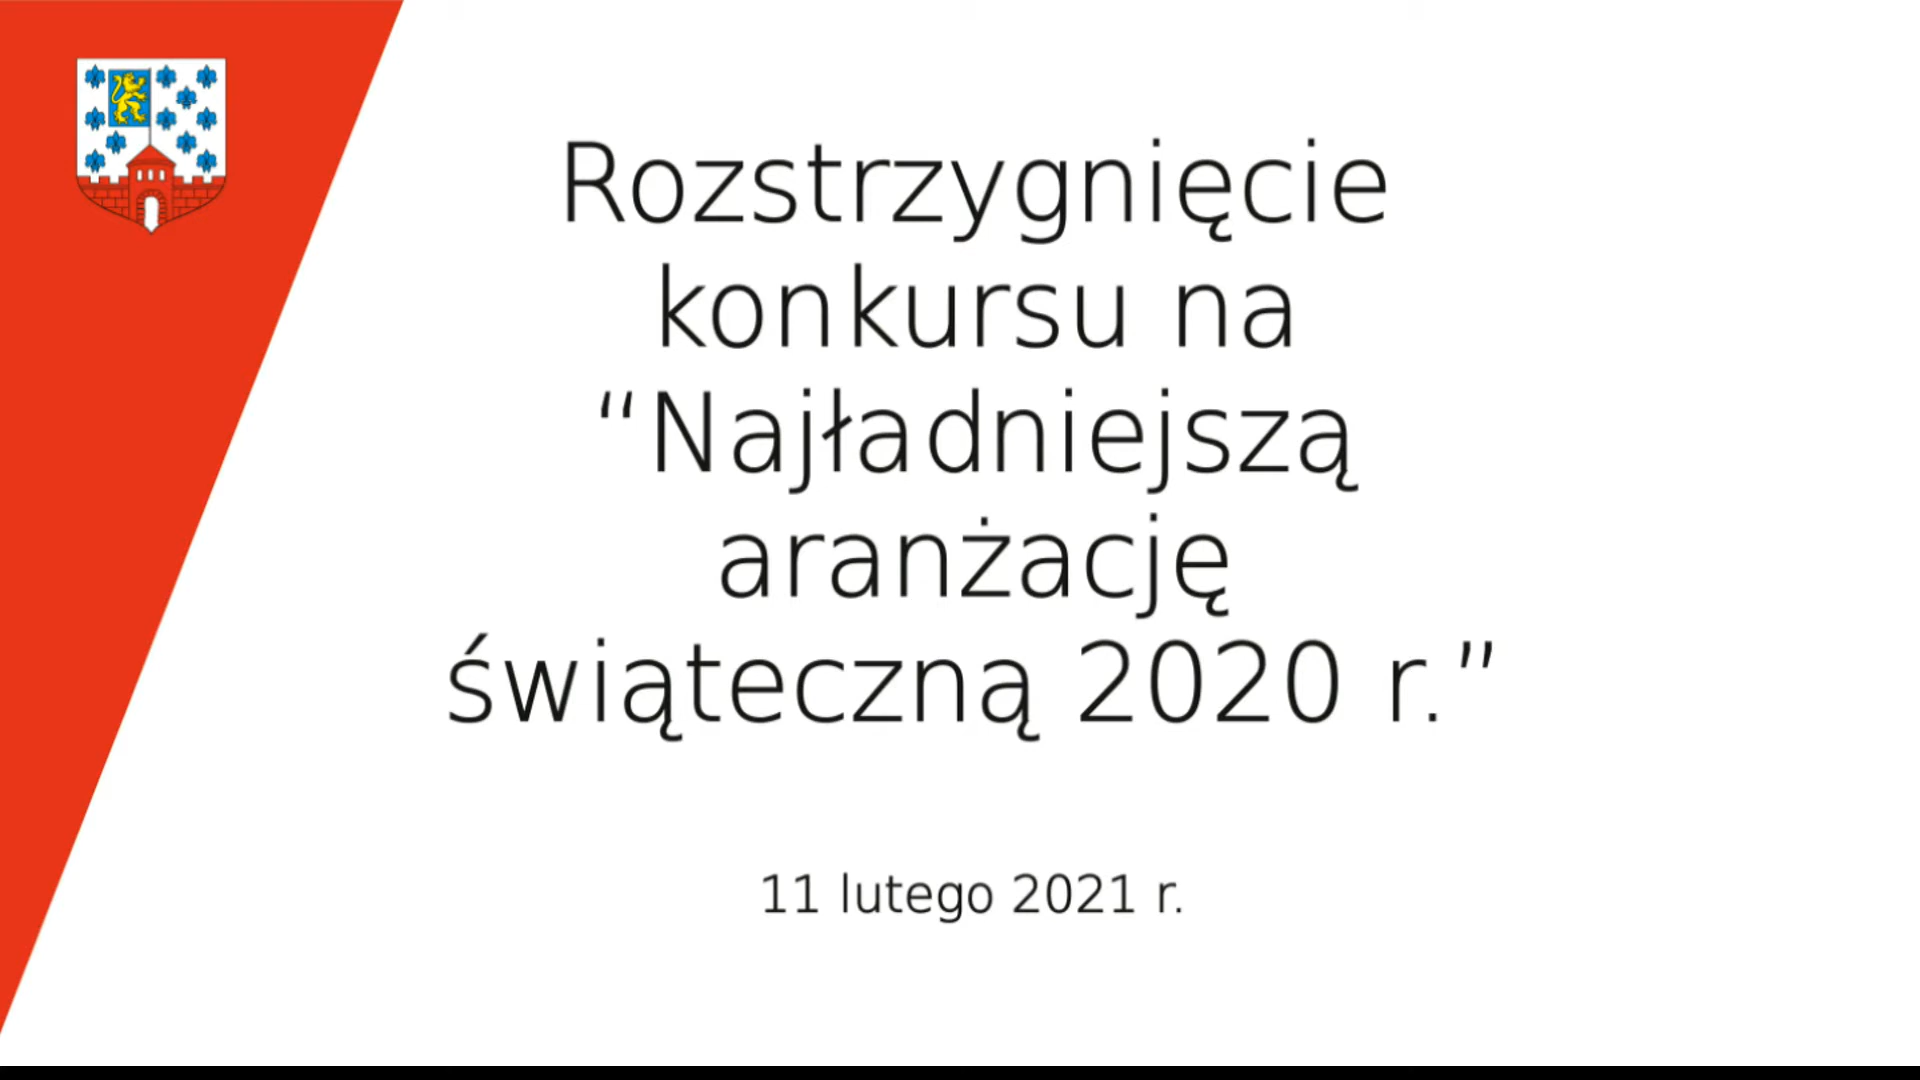 Rozstrzygnięcie
konkursu na
“Najładniejszą
aranżację
świąteczną 2020 r.”
11 lutego 2021 r.